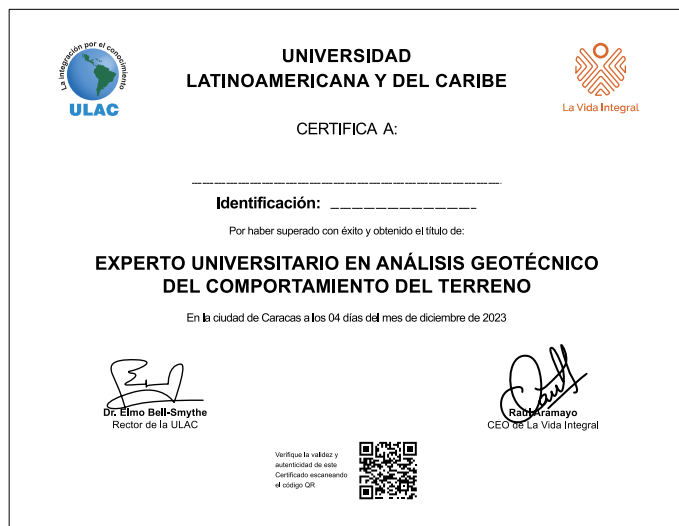 La integración por el conocimiento
ULAC
UNIVERSIDAD
LATINOAMERICANA Y DEL CARIBE
La Vida Integral
CERTIFICA A:
Identificación:
Por haber superado con éxito y obtenido el título de:
EXPERTO UNIVERSITARIO EN ANÁLISIS GEOTÉCNICO
DEL COMPORTAMIENTO DEL TERRENO
En la ciudad de Caracas a los 04 días del mes de diciembre de 2023
Dr. Elmo Bell-Smythe
Rector de la ULAC
Raúl Aramayo
CEO de La Vida Integral
Verifique la validez y
autenticidad de este
Certificado escaneando
el código QR